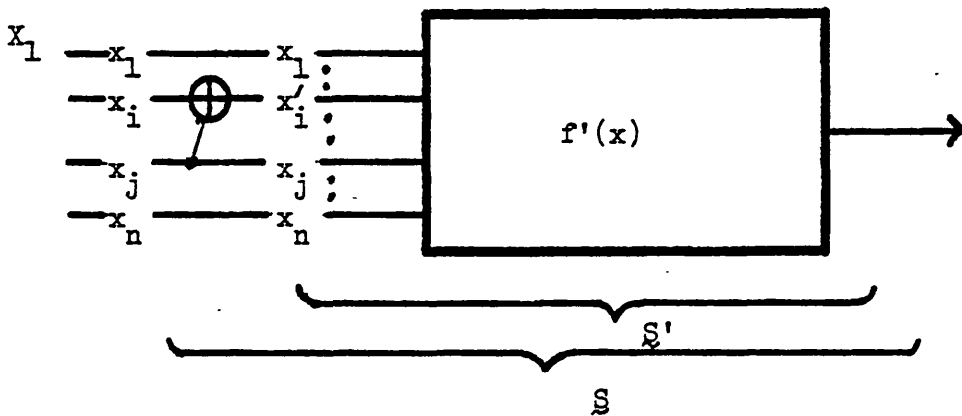 X₁ x₁ x₁
xᵢ x'ᵢ
xⱼ xⱼ
xₙ xₙ
f'(x)
S'
S